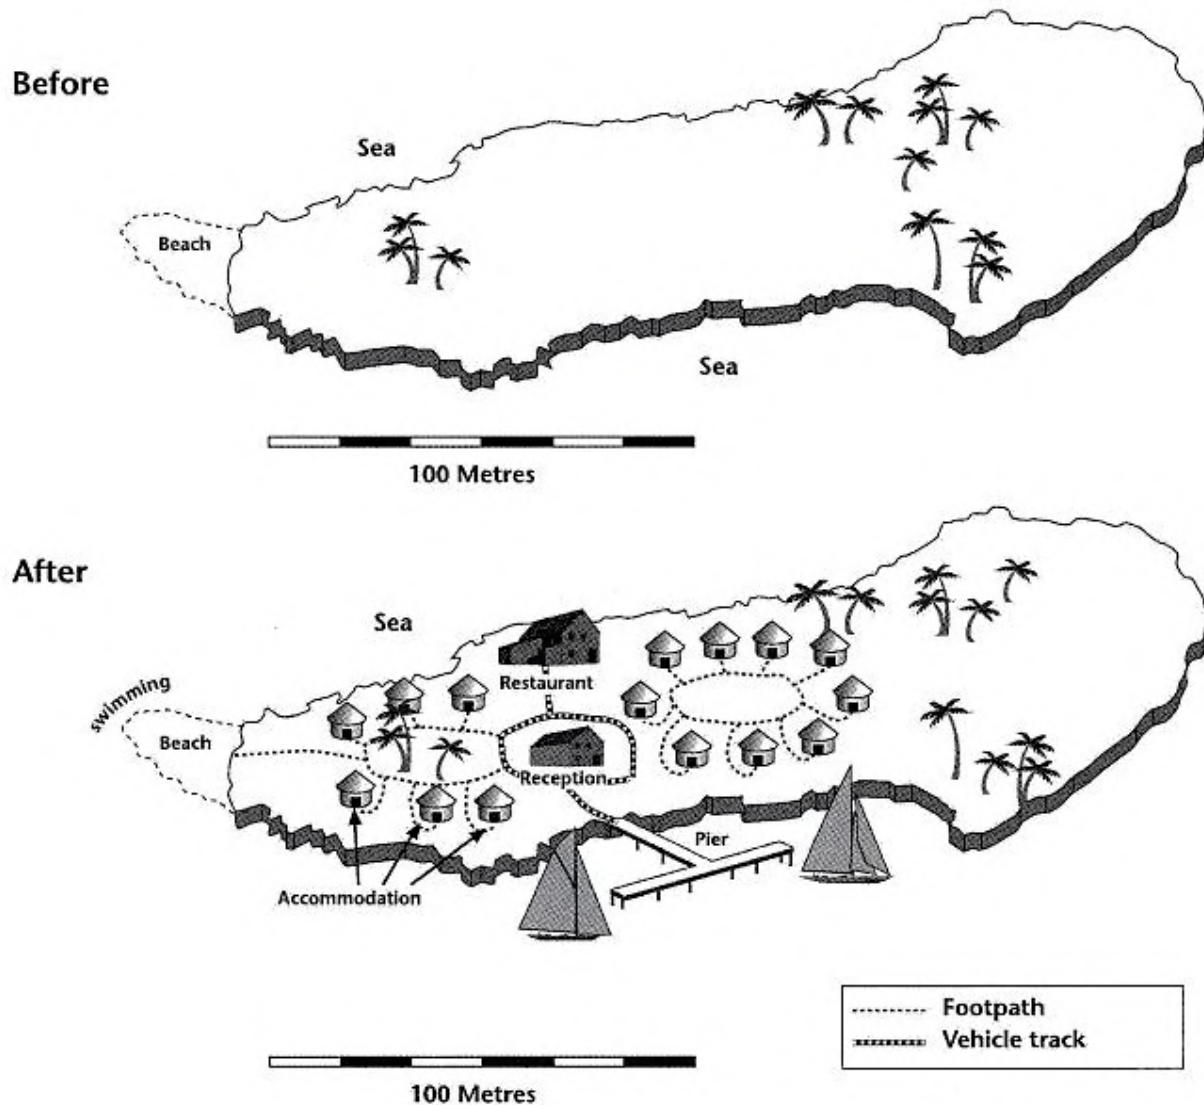 Before
Sea
Beach
Sea
100 Metres
After
Sea
swimming
Restaurant
Beach
Reception
Pier
Accommodation
Footpath
Vehicle track
100 Metres